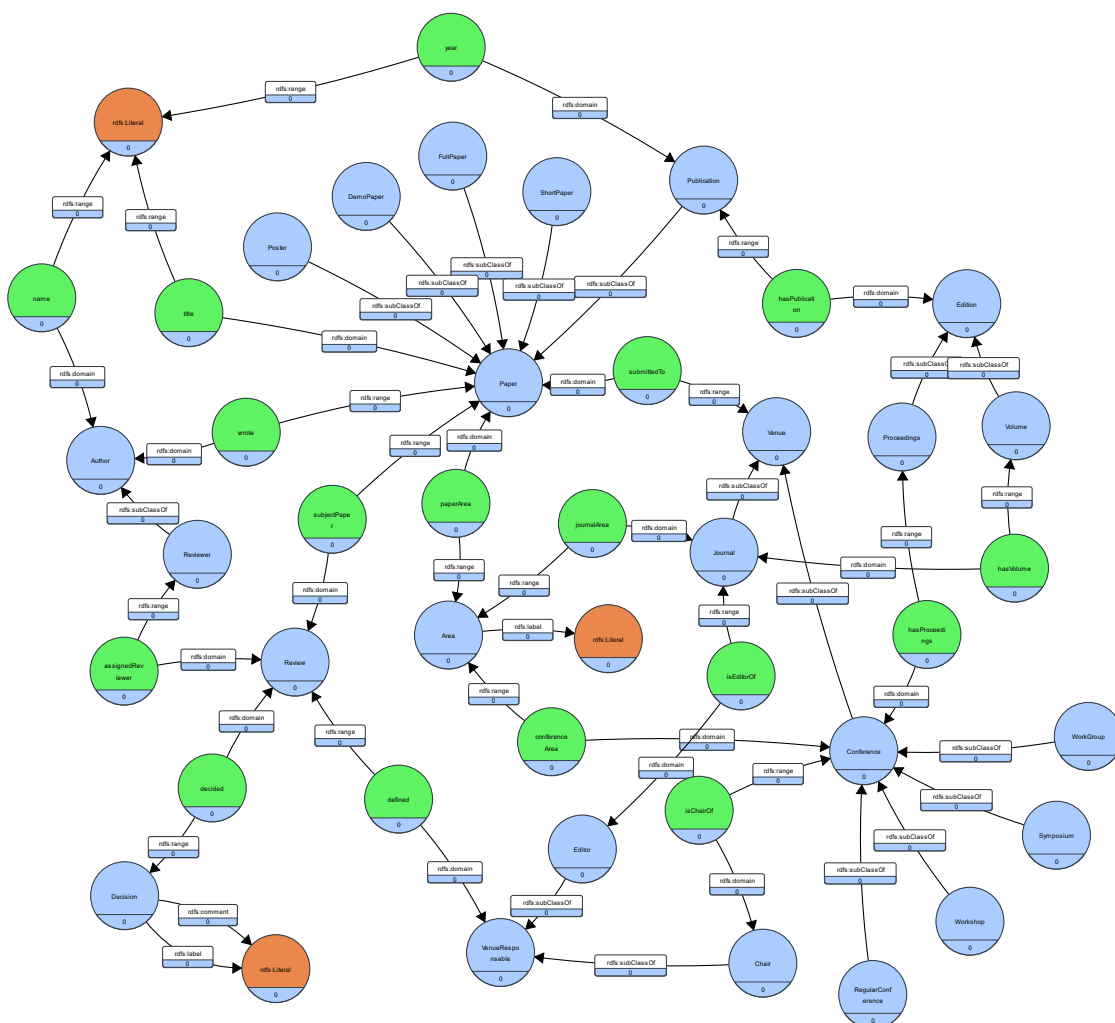 year
0
rdfs:range
0
rdfs:domain
0
rdfs:Literal
0
FullPaper
0
DemoPaper
0
ShortPaper
0
Publication
0
rdfs:range
0
rdfs:range
0
Poster
0
rdfs:range
0
rdfs:subClassOf
0
rdfs:subClassOf
0
rdfs:subClassOf
0
rdfs:subClassOf
0
rdfs:subClassOf
0
name
0
title
0
hasPublicati
on
0
rdfs:domain
0
Edition
0
rdfs:domain
0
rdfs:domain
0
Paper
0
rdfs:domain
0
submittedTo
0
rdfs:range
0
rdfs:subClassOf
0
rdfs:subClassOf
0
rdfs:range
0
wrote
0
rdfs:domain
0
Author
0
rdfs:range
0
rdfs:domain
0
Venue
0
Proceedings
0
Volume
0
rdfs:subClassOf
0
rdfs:subClassOf
0
rdfs:range
0
subjectPape
r
0
paperArea
0
journalArea
0
rdfs:domain
0
rdfs:range
0
Reviewer
0
Journal
0
rdfs:domain
0
hasVolume
0
rdfs:range
0
rdfs:range
0
rdfs:domain
0
rdfs:subClassOf
0
rdfs:range
0
rdfs:range
0
Area
0
rdfs:label
0
rdfs:Literal
0
hasProceedi
ngs
0
assignedRev
iewer
0
rdfs:domain
0
Review
0
isEditorOf
0
rdfs:range
0
rdfs:domain
0
rdfs:domain
0
rdfs:range
0
conference
Area
0
rdfs:domain
0
Conference
0
rdfs:subClassOf
0
WorkGroup
0
rdfs:domain
0
rdfs:range
0
decided
0
defined
0
isChairOf
0
rdfs:subClassOf
0
rdfs:subClassOf
0
Symposium
0
rdfs:range
0
Editor
0
rdfs:domain
0
rdfs:domain
0
rdfs:subClassOf
0
Decision
0
rdfs:comment
0
rdfs:subClassOf
0
Workshop
0
rdfs:label
0
rdfs:Literal
0
VenueRespo
nsable
0
rdfs:subClassOf
0
Chair
0
RegularConf
erence
0